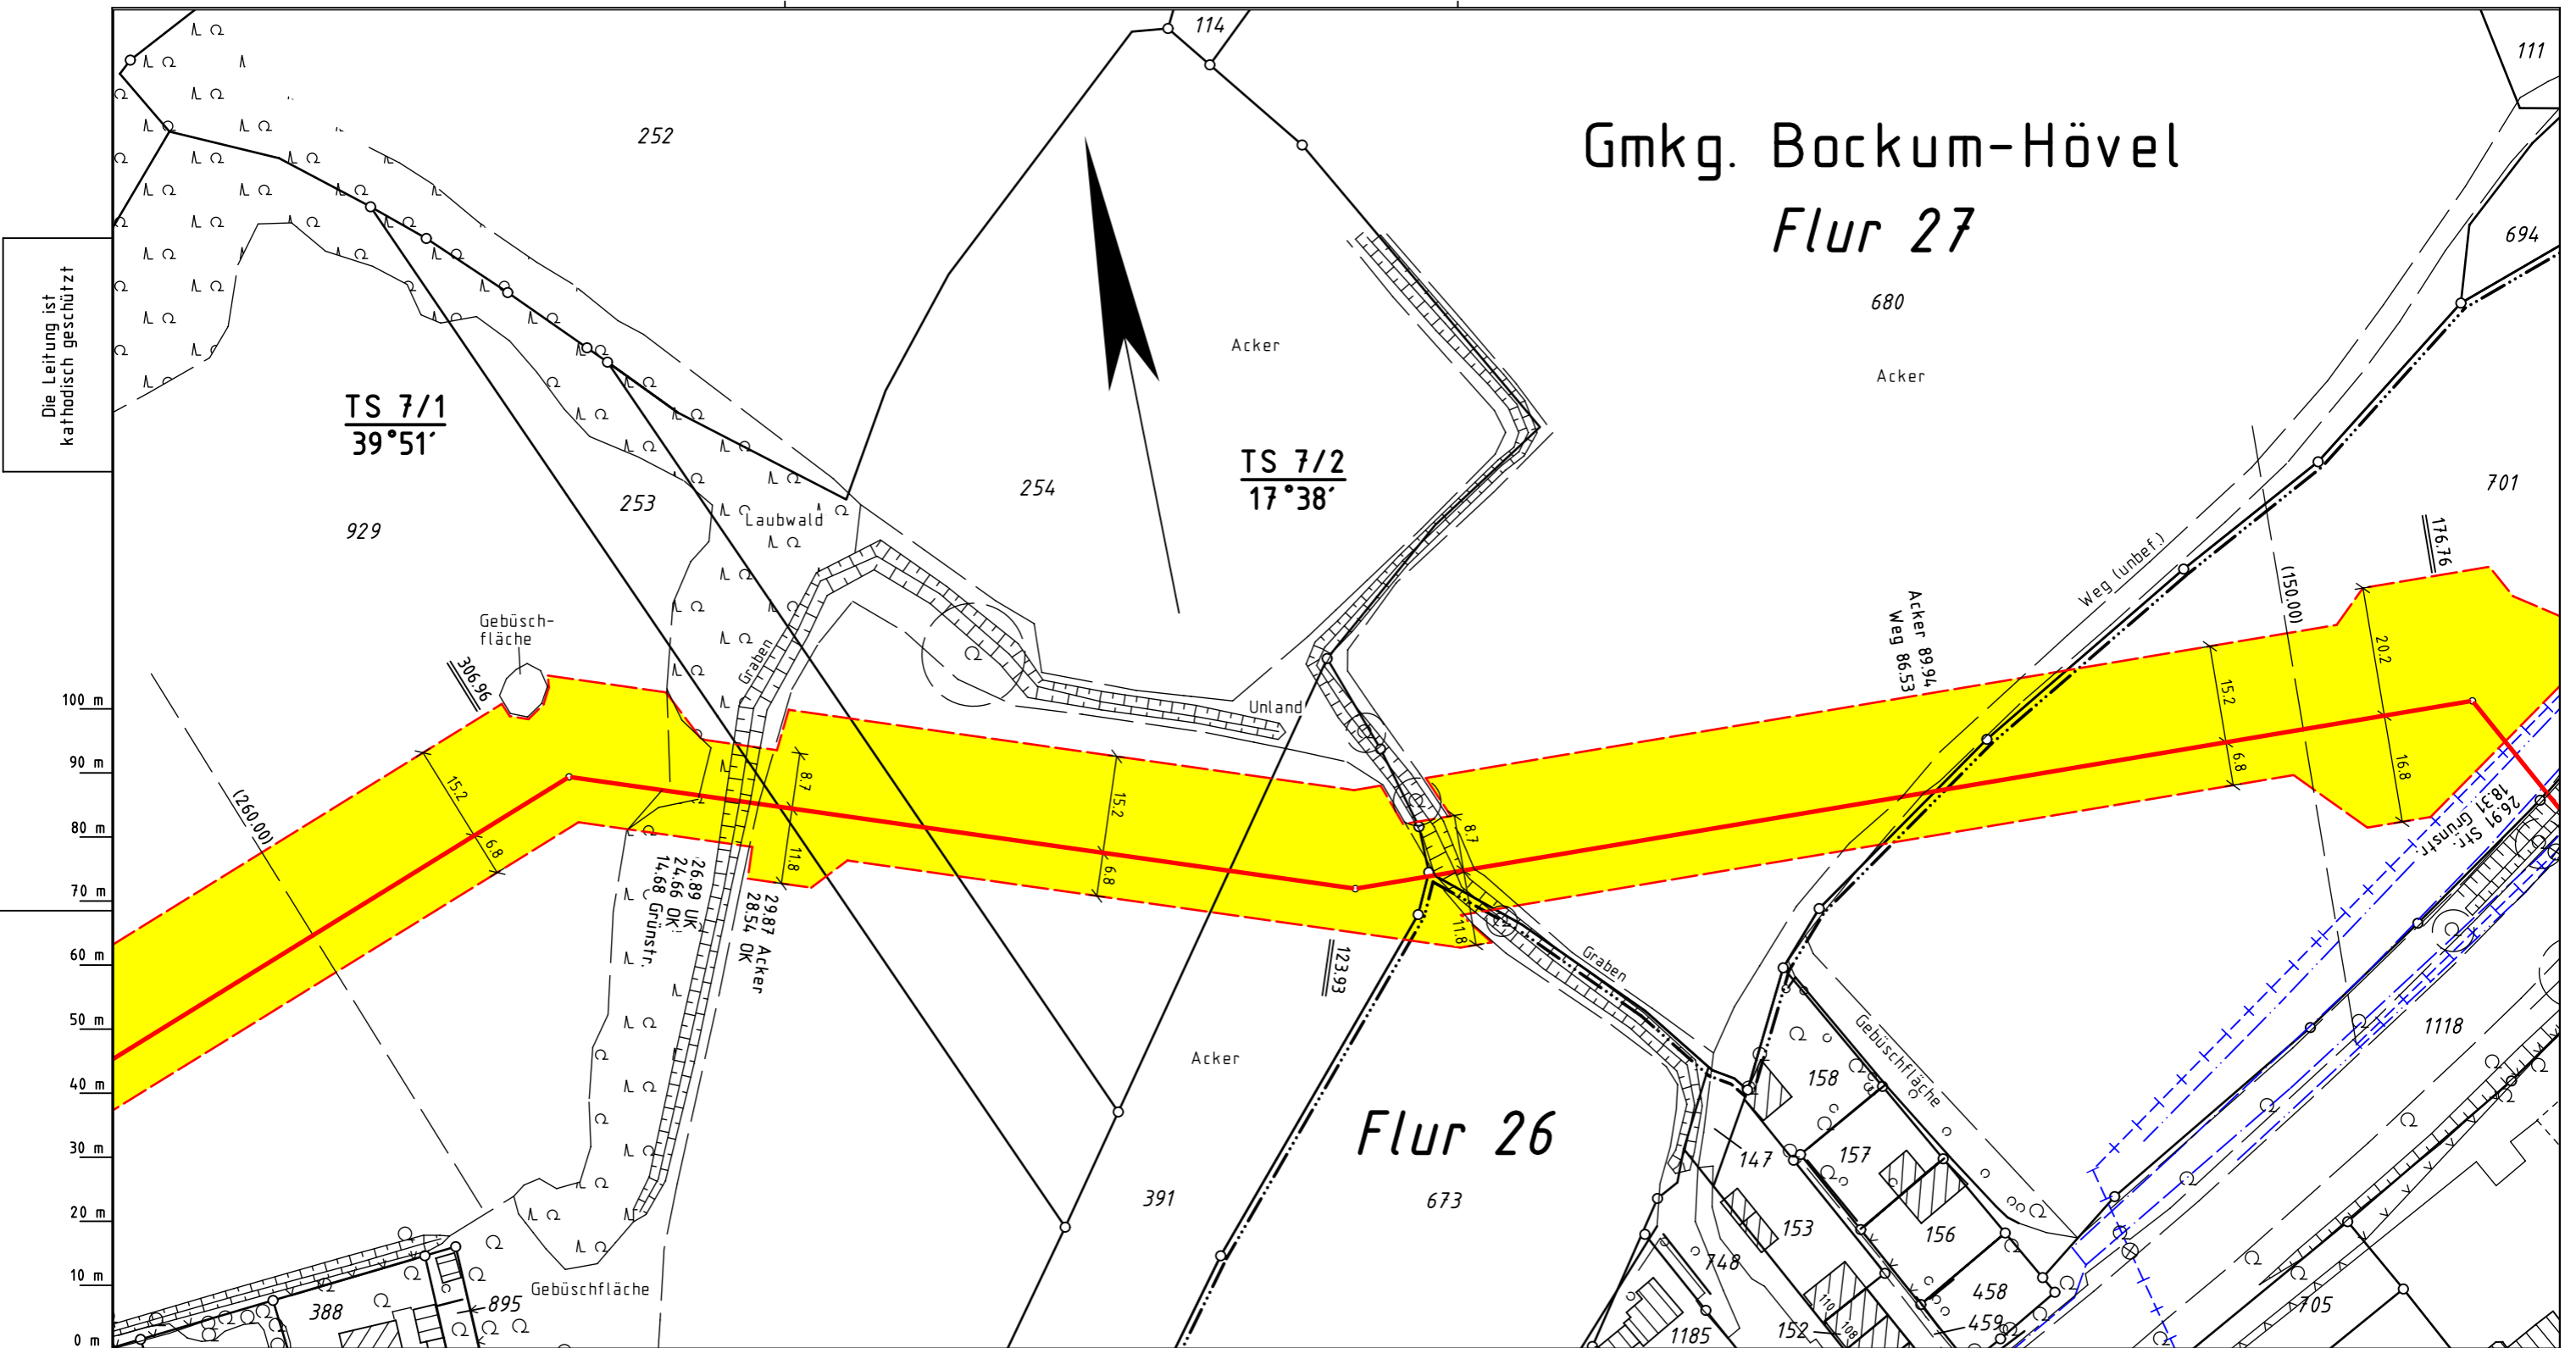 114
111
252
Gmkg. Bockum-Hövel
Flur 27
694
680
Die Leitung ist
kathodisch geschützt
Acker
Acker
TS 7/1
39°51′
TS 7/2
17°38′
254
253
929
Laubwald
701
176.76
Weg (unbef.)
(150.00)
Gebüsch-
fläche
306.96
Graben
Acker 89.94
Weg 86.53
20.2
15.2
100 m
Unland
90 m
15.2
8.7
15.2
6.8
16.8
(260.00)
80 m
6.8
11.8
6.8
8.7
26.91 Str.
18.31 Grünstr.
70 m
26.89 UK
24.66 OK
14.68 Grünstr.
29.87 Acker
28.54 OK
11.8
123.93
60 m
Graben
50 m
1118
Gebüschfläche
Acker
40 m
158
Flur 26
30 m
147
157
391
673
20 m
153
156
748
10 m
Gebüschfläche
388
895
458
110
705
459
0 m
1185
152
108